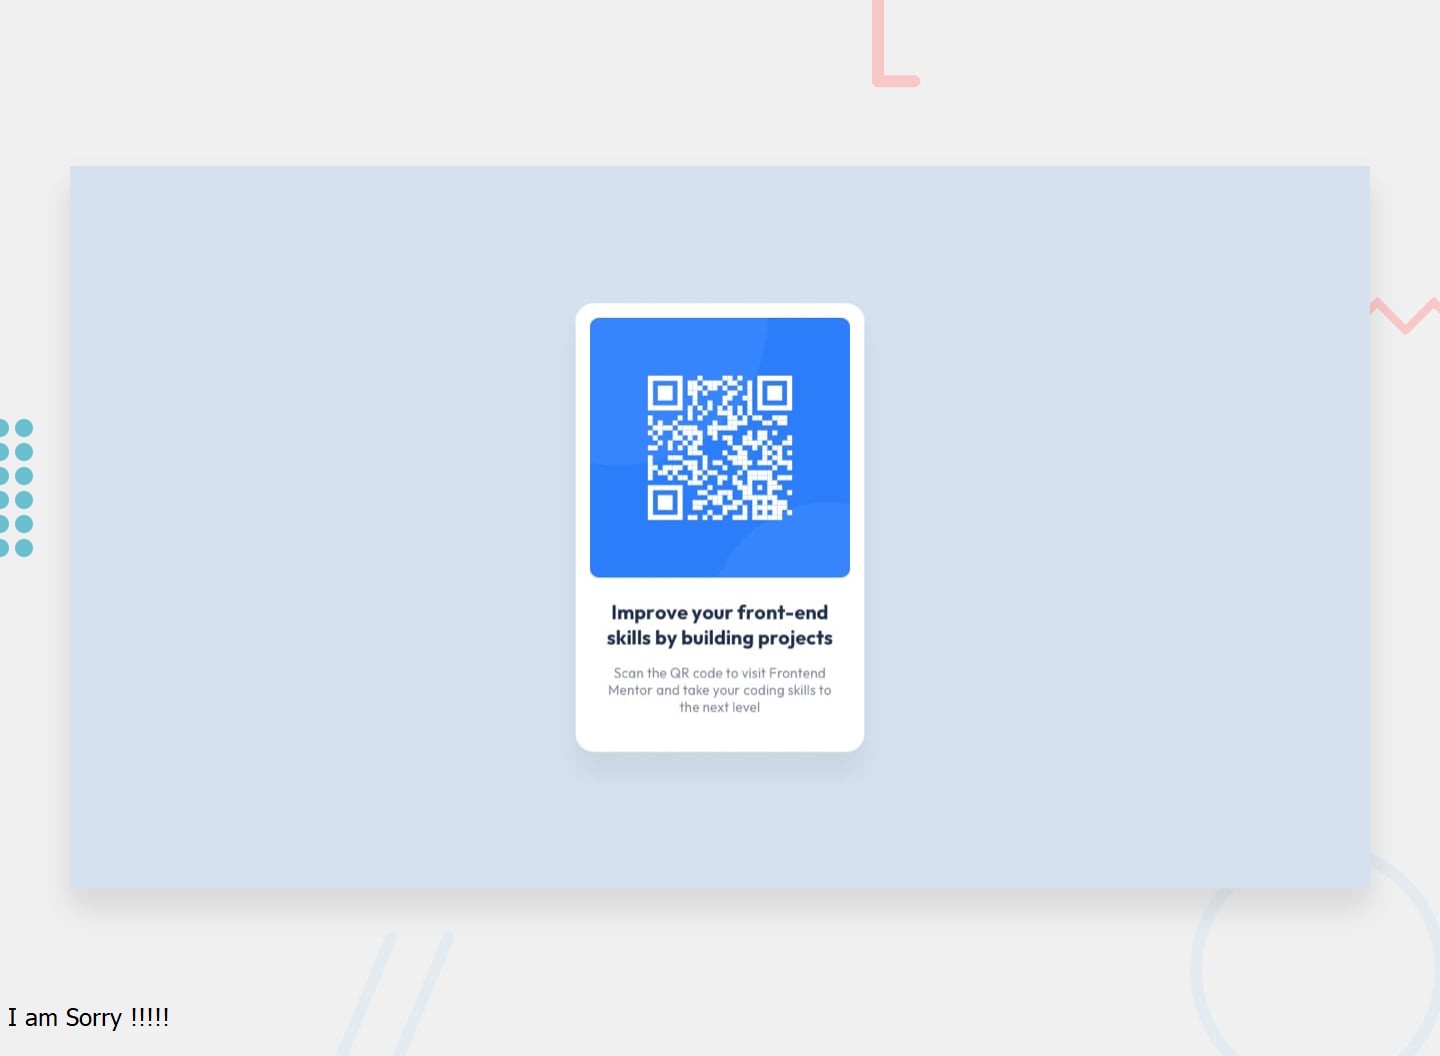 Improve your front-end
skills by building projects
Scan the QR code to visit Frontend
Mentor and take your coding skills to
the next level
I am Sorry !!!!!